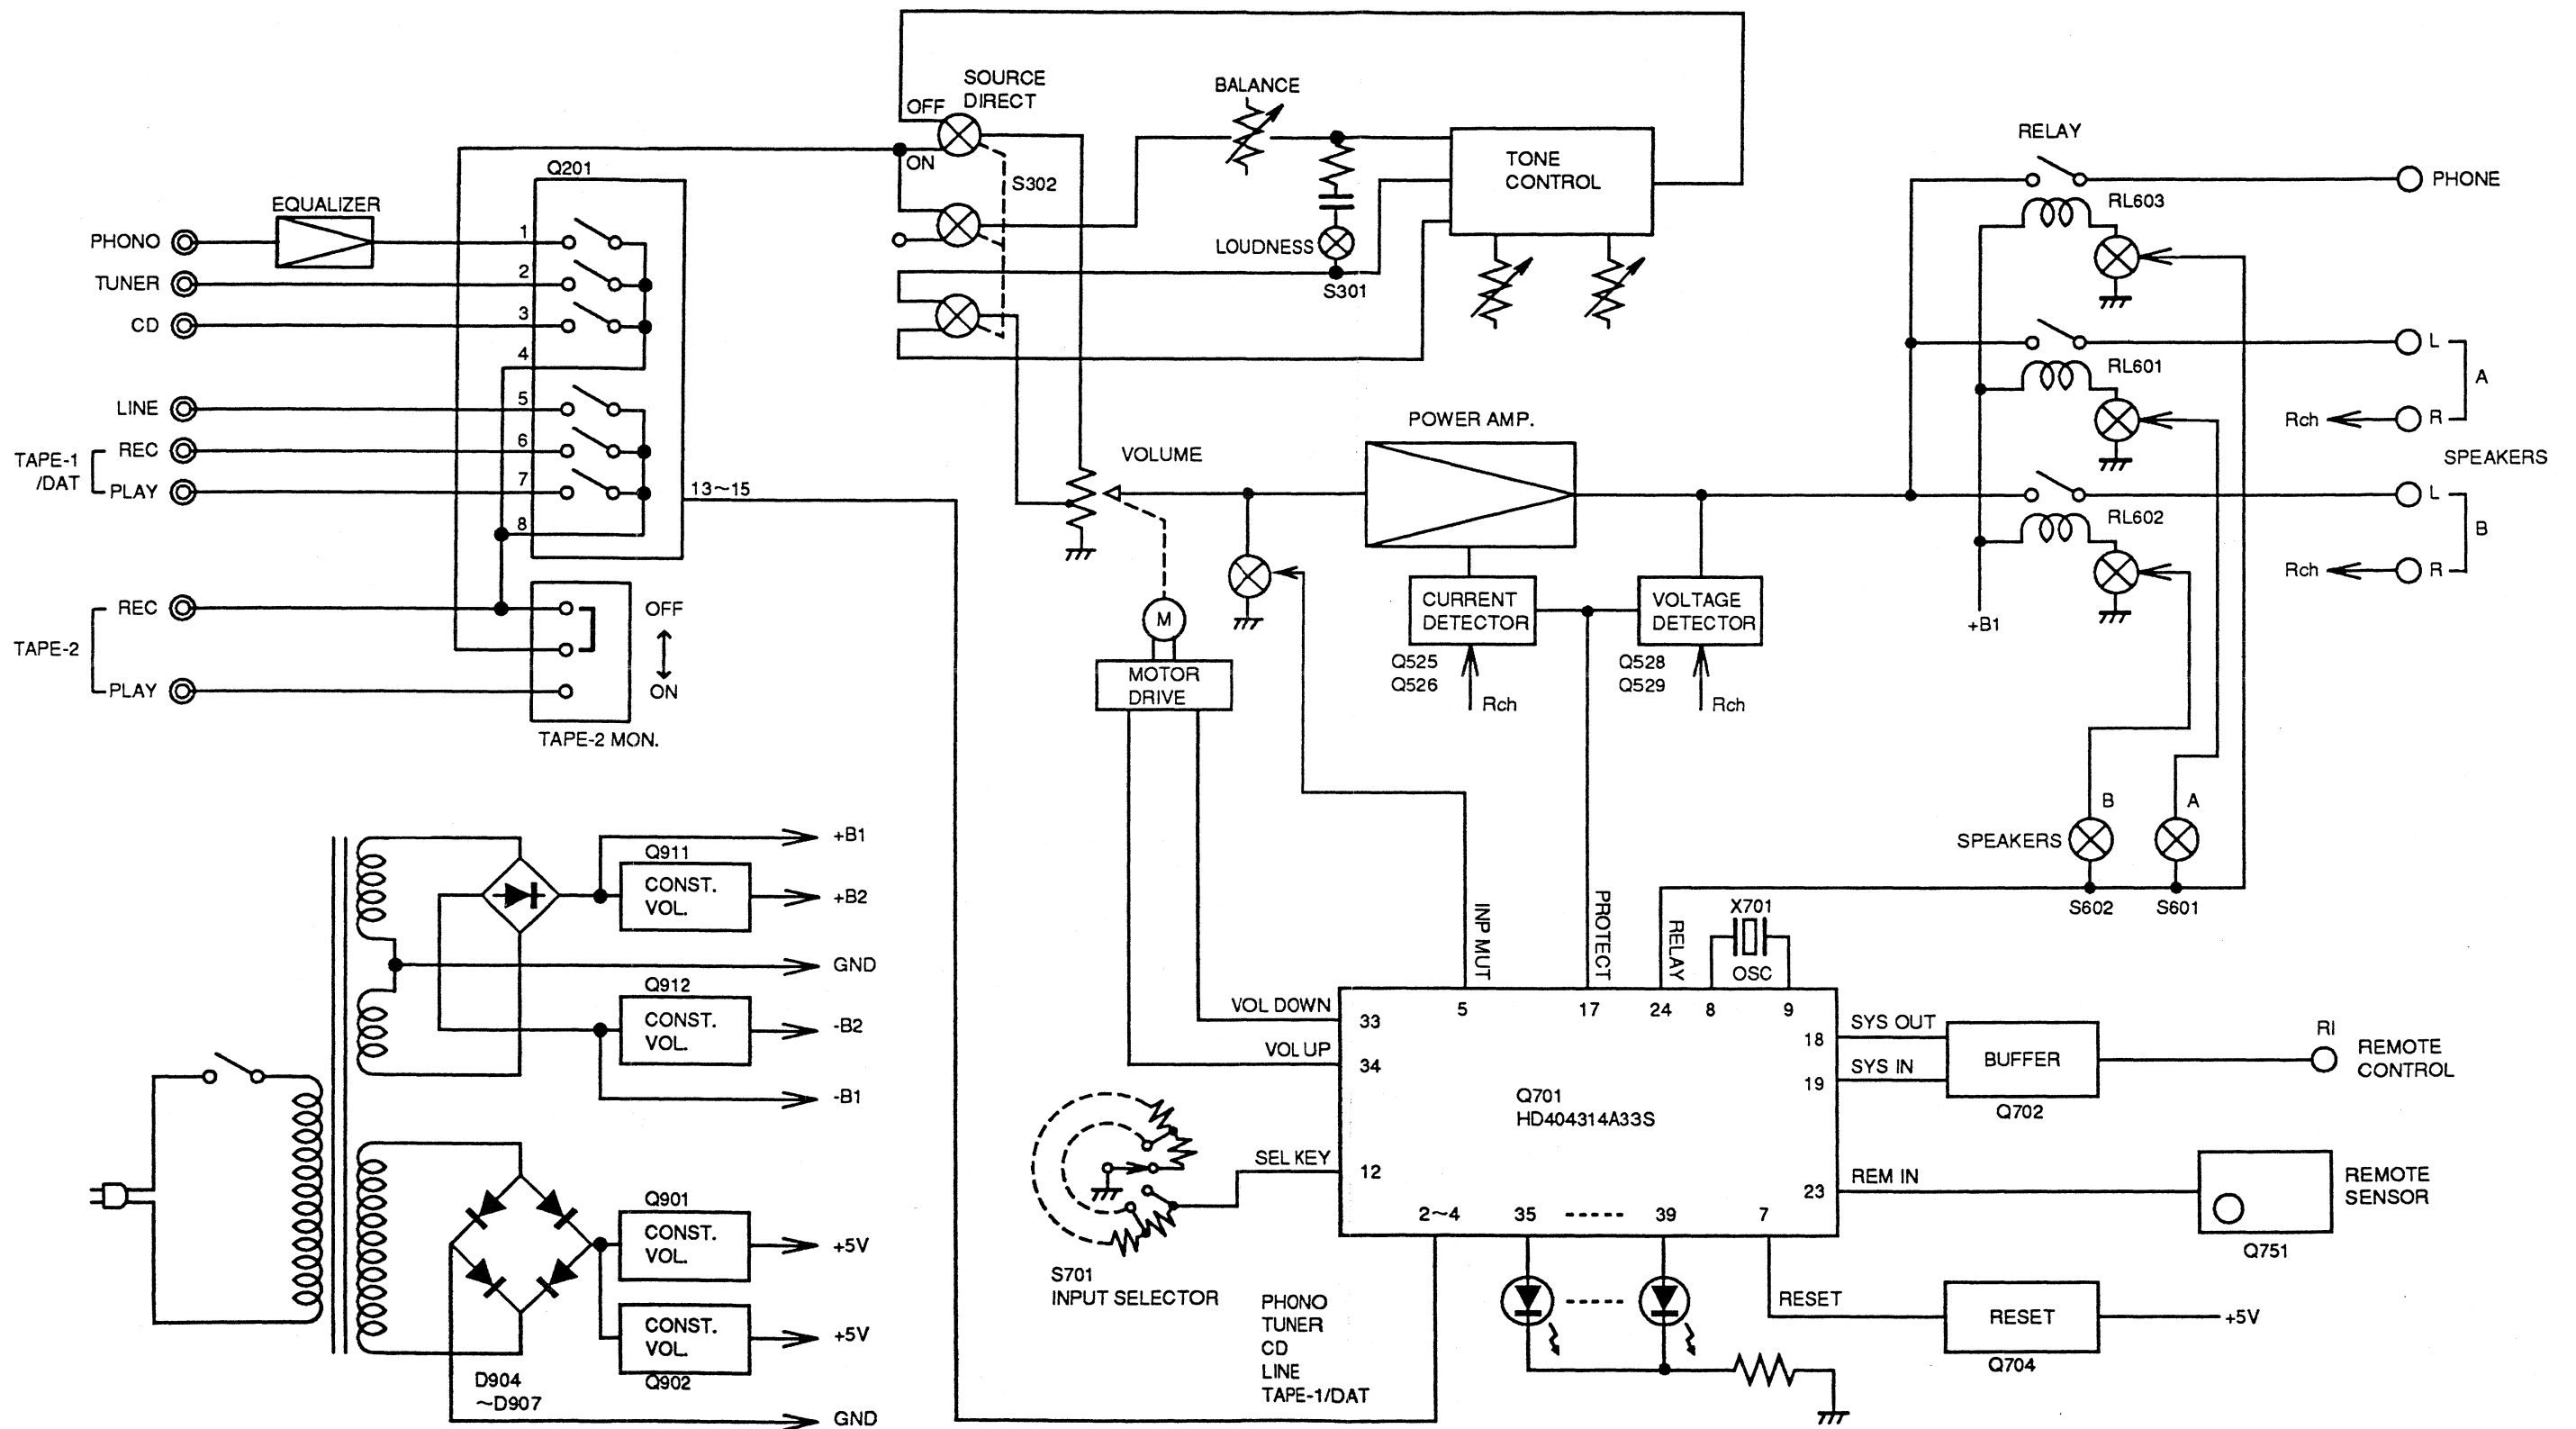 SOURCE
DIRECT
OFF
ON
S302
BALANCE
LOUDNESS
S301
TONE
CONTROL
RELAY
PHONE
RL603
L
RL601
A
Rch
R
SPEAKERS
L
RL602
B
Rch
R
+B1
Q201
EQUALIZER
PHONO
1
TUNER
2
CD
3
4
LINE
5
TAPE-1
/DAT
REC
6
PLAY
7
8
13~15
TAPE-2
REC
PLAY
OFF
ON
TAPE-2 MON.
VOLUME
M
MOTOR
DRIVE
POWER AMP.
CURRENT
DETECTOR
Q525
Q526
Rch
VOLTAGE
DETECTOR
Q528
Q529
Rch
SPEAKERS
B
A
S602
S601
+B1
Q911
CONST.
VOL.
+B2
GND
Q912
CONST.
VOL.
-B2
-B1
Q901
CONST.
VOL.
+5V
CONST.
VOL.
+5V
Q902
D904
~D907
GND
INP MUT
PROTECT
RELAY
X701
OSC
VOL DOWN
VOL UP
SEL KEY
33
34
12
5
17
24
8
9
18
19
23
2~4
35
39
7
Q701
HD404314A33S
S701
INPUT SELECTOR
PHONO
TUNER
CD
LINE
TAPE-1/DAT
SYS OUT
SYS IN
BUFFER
Q702
RI
REMOTE
CONTROL
REM IN
REMOTE
SENSOR
Q751
RESET
RESET
Q704
+5V